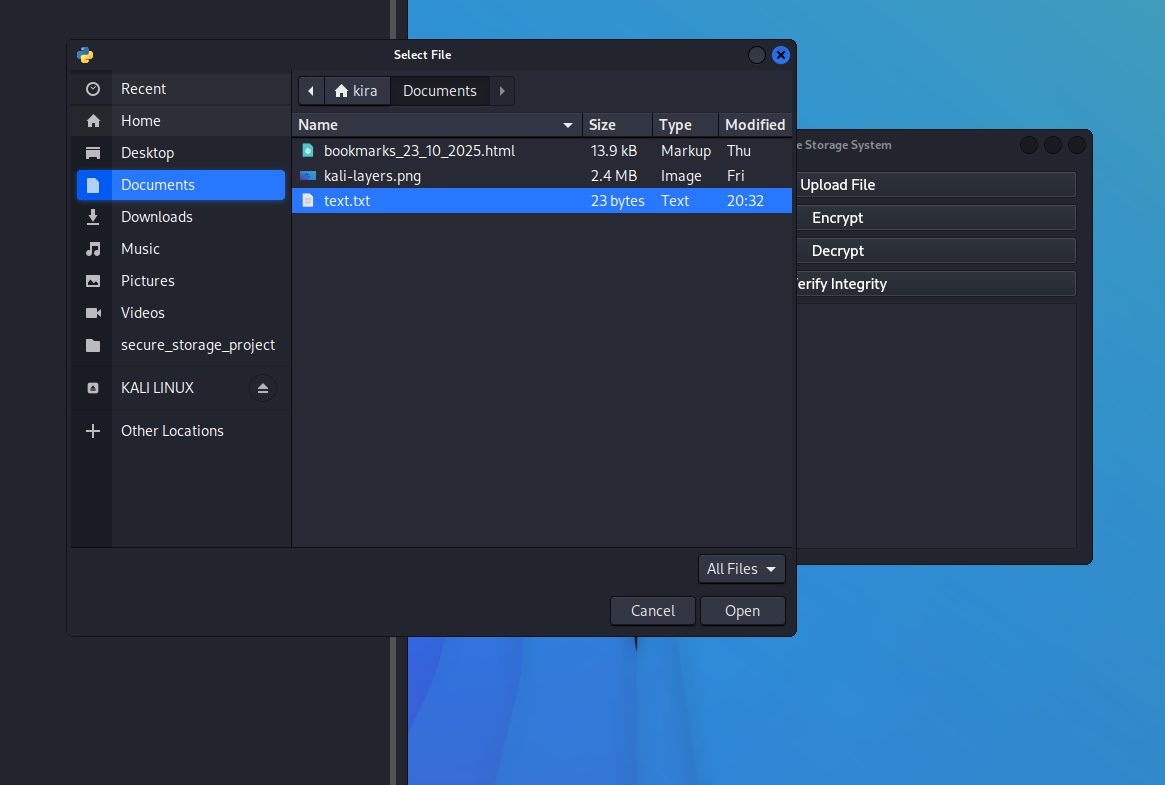 Select File
Recent
Home
Desktop
Documents
Downloads
Music
Pictures
Videos
secure_storage_project
KALI LINUX
Other Locations
kira Documents
Name Size Type Modified
bookmarks_23_10_2025.html 13.9 kB Markup Thu
kali-layers.png 2.4 MB Image Fri
text.txt 23 bytes Text 20:32
All Files
Cancel Open
e Storage System
Upload File
Encrypt
Decrypt
erify Integrity